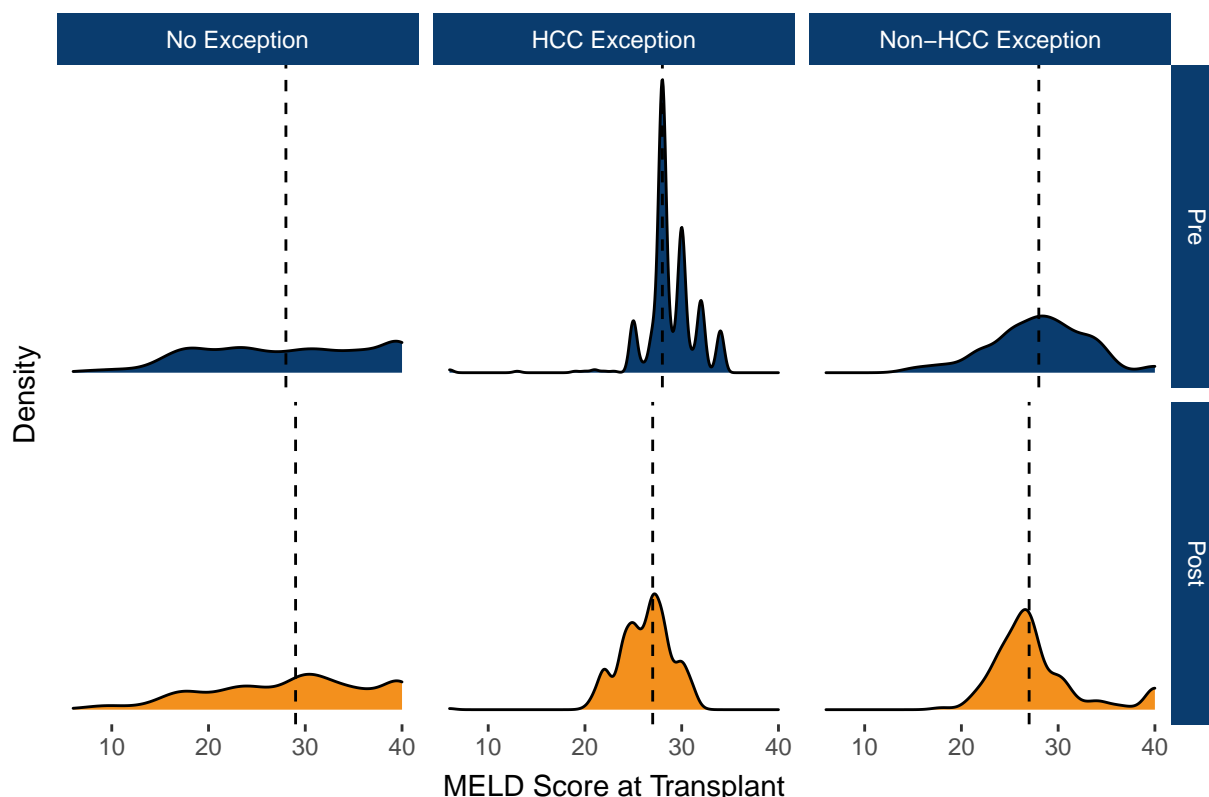 No Exception
HCC Exception
Non−HCC Exception
Pre
Density
Post
10 20 30 40
10 20 30 40
10 20 30 40
MELD Score at Transplant